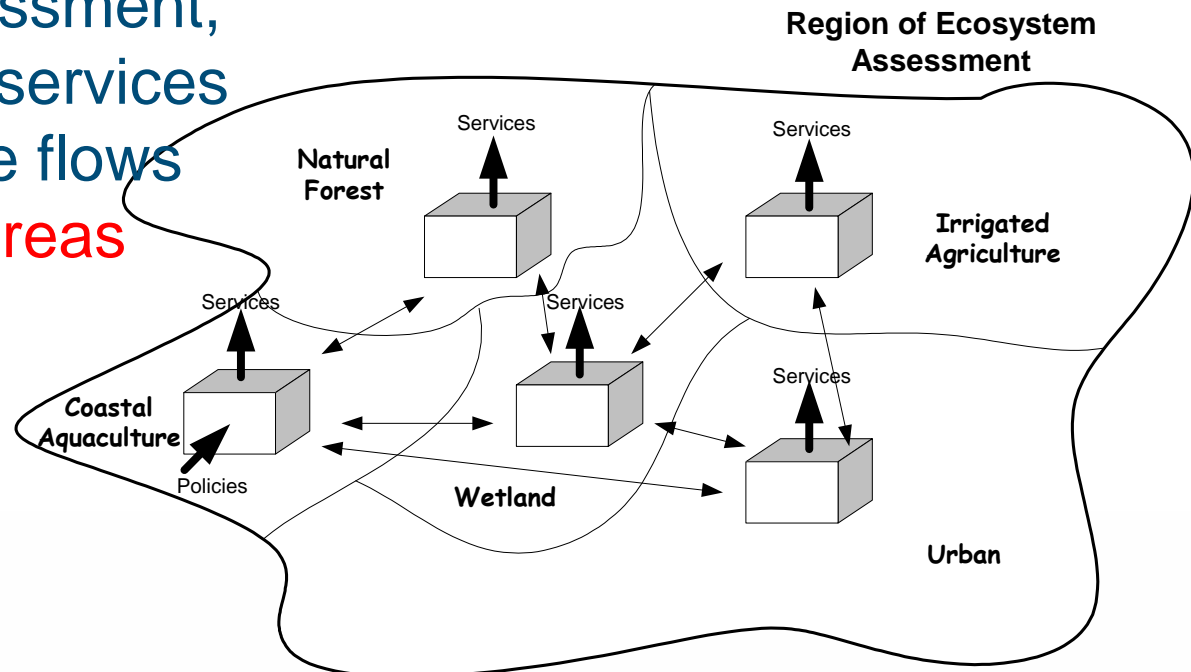 ssment,
services
e flows
reas
Region of Ecosystem
Assessment
Services
Services
Natural
Forest
Irrigated
Agriculture
Services
Services
Services
Coastal
Aquaculture
Policies
Wetland
Urban